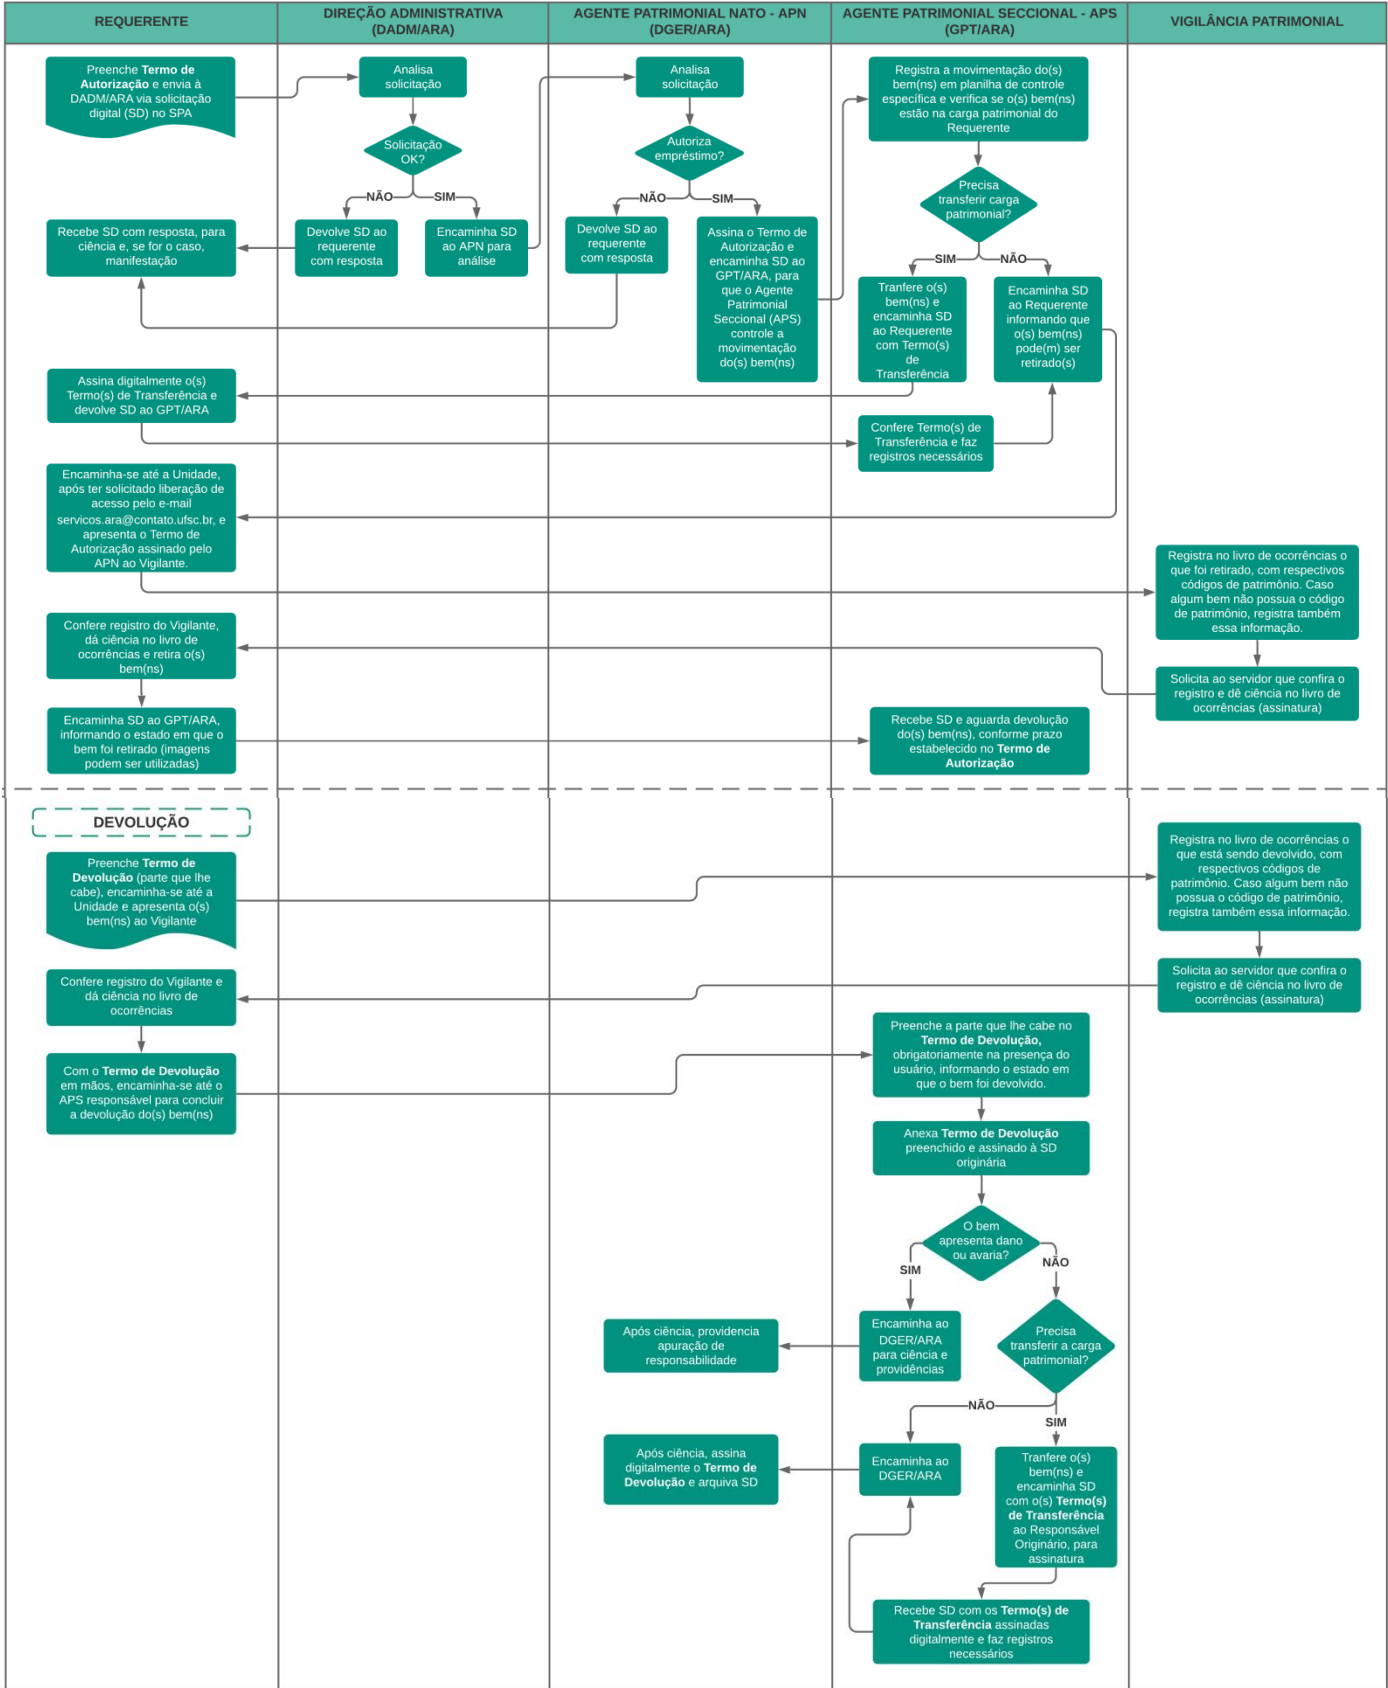 REQUERENTE
DIREÇÃO ADMINISTRATIVA
(DADM/ARA)
AGENTE PATRIMONIAL NATO - APN
(DGER/ARA)
AGENTE PATRIMONIAL SECCIONAL - APS
(GPT/ARA)
VIGILÂNCIA PATRIMONIAL
Preenche Termo de
Autorização e envia à
DADM/ARA via solicitação
digital (SD) no SPA
Analisa
solicitação
Solicitação
OK?
NÃO
SIM
Devolve SD ao
requerente
com resposta
Encaminha SD
ao APN para
análise
Analisa
solicitação
Autoriza
empréstimo?
NÃO
SIM
Devolve SD ao
requerente
com resposta
Assina o Termo de
Autorização e
encaminha SD ao
GPT/ARA, para
que o Agente
Patrimonial
Seccional (APS)
controle a
movimentação
do(s) bem(ns)
Registra a movimentação do(s)
bem(ns) em planilha de controle
específica e verifica se o(s) bem(ns)
estão na carga patrimonial do
Requerente
Precisa
transferir carga
patrimonial?
SIM
NÃO
Tranfere o(s)
bem(ns) e
encaminha SD
ao Requerente
com Termo(s)
de
Transferência
Encaminha SD
ao Requerente
informando que
o(s) bem(ns)
pode(m) ser
retirado(s)
Recebe SD com resposta, para
ciência e, se for o caso,
manifestação
Assina digitalmente o(s)
Termo(s) de Transferência e
devolve SD ao GPT/ARA
Confere Termo(s) de
Transferência e faz
registros necessários
Encaminha-se até a Unidade,
após ter solicitado liberação de
acesso pelo e-mail
servicos.ara@contato.ufsc.br, e
apresenta o Termo de
Autorização assinado pelo
APN ao Vigilante.
Registra no livro de ocorrências o
que foi retirado, com respectivos
códigos de patrimônio. Caso
algum bem não possua o código
de patrimônio, registra também
essa informação.
Solicita ao servidor que confira o
registro e dê ciência no livro de
ocorrências (assinatura)
Confere registro do Vigilante,
dá ciência no livro de
ocorrências e retira o(s)
bem(ns)
Encaminha SD ao GPT/ARA,
informando o estado em que o
bem foi retirado (imagens
podem ser utilizadas)
Recebe SD e aguarda devolução
do(s) bem(ns), conforme prazo
estabelecido no Termo de
Autorização
DEVOLUÇÃO
Preenche Termo de
Devolução (parte que lhe
cabe), encaminha-se até a
Unidade e apresenta o(s)
bem(ns) ao Vigilante
Registra no livro de ocorrências o
que está sendo devolvido, com
respectivos códigos de
patrimônio. Caso algum bem não
possua o código de patrimônio,
registra também essa informação.
Solicita ao servidor que confira o
registro e dê ciência no livro de
ocorrências (assinatura)
Confere registro do Vigilante e
dá ciência no livro de
ocorrências
Com o Termo de Devolução
em mãos, encaminha-se até o
APS responsável para concluir
a devolução do(s) bem(ns)
Preenche a parte que lhe cabe no
Termo de Devolução,
obrigatoriamente na presença do
usuário, informando o estado em
que o bem foi devolvido.
Anexa Termo de Devolução
preenchido e assinado à SD
originária
O bem
apresenta dano
ou avaria?
SIM
NÃO
Encaminha ao
DGER/ARA
para ciência e
providências
Após ciência, providencia
apuração de
responsabilidade
Precisa
transferir a carga
patrimonial?
NÃO
SIM
Encaminha ao
DGER/ARA
Após ciência, assina
digitalmente o Termo de
Devolução e arquiva SD
Tranfere o(s)
bem(ns) e
encaminha SD
com o(s) Termo(s)
de Transferência
ao Responsável
Originário, para
assinatura
Recebe SD com os Termo(s) de
Transferência assinadas
digitalmente e faz registros
necessários